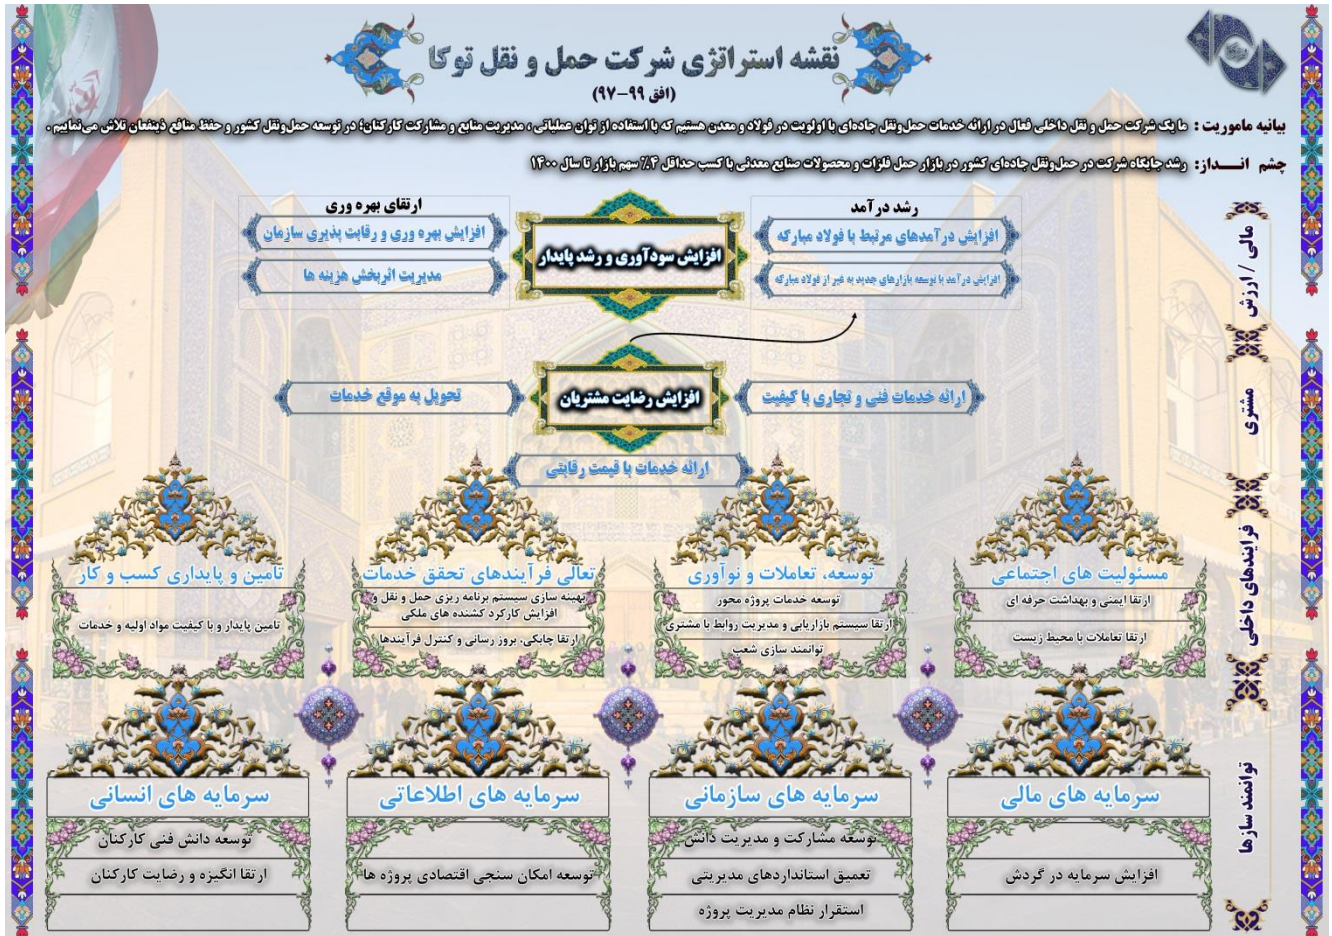 نقشه استراتژی شرکت حمل و نقل توکا
(افق ۹۹–۹۷)
بیانیه ماموریت : ما یک شرکت حمل و نقل داخلی فعال در ارائه خدمات حمل‌ونقل جاده‌ای با اولویت در فولاد و معدن هستیم که با استفاده از توان عملیاتی، مدیریت منابع و مشارکت کارکنان؛ در توسعه حمل‌ونقل کشور و حفظ منافع ذینفعان تلاش می‌نماییم .
چشم انـــداز: رشد جایگاه شرکت در حمل‌ونقل جاده‌ای کشور در بازار حمل فلزات و محصولات صنایع معدنی با کسب حداقل ۴٪ سهم بازار تا سال ۱۴۰۰
مالی / ارزش
رشد درآمد
افزایش درآمدهای مرتبط با فولاد مبارکه
افزایش درآمد با توسعه بازارهای جدید به غیر از فولاد مبارکه
افزایش سودآوری و رشد پایدار
ارتقای بهره وری
افزایش بهره وری و رقابت پذیری سازمان
مدیریت اثربخش هزینه ها
مشتری
ارائه خدمات فنی و تجاری با کیفیت
افزایش رضایت مشتریان
تحویل به موقع خدمات
ارائه خدمات با قیمت رقابتی
فرایندهای داخلی
مسئولیت های اجتماعی
ارتقا ایمنی و بهداشت حرفه ای
ارتقا تعاملات با محیط زیست
توسعه، تعاملات و نوآوری
توسعه خدمات پروژه محور
ارتقا سیستم بازاریابی و مدیریت روابط با مشتری
توانمند سازی شعب
تعالی فرآیندهای تحقق خدمات
بهینه سازی سیستم برنامه ریزی حمل و نقل و
افزایش کارکرد کشنده های ملکی
ارتقا چابکی، بروز رسانی و کنترل فرآیندها
تامین و پایداری کسب و کار
تامین پایدار و با کیفیت مواد اولیه و خدمات
توانمند سازها
سرمایه های مالی
افزایش سرمایه در گردش
سرمایه های سازمانی
توسعه مشارکت و مدیریت دانش
تعمیق استانداردهای مدیریتی
استقرار نظام مدیریت پروژه
سرمایه های اطلاعاتی
توسعه امکان سنجی اقتصادی پروژه ها
سرمایه های انسانی
توسعه دانش فنی کارکنان
ارتقا انگیزه و رضایت کارکنان